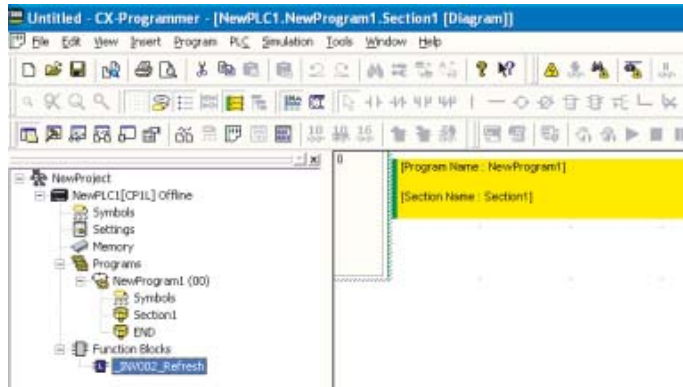 Untitled - CX-Programmer - [NewPLC1.NewProgram1.Section1 [Diagram]]
File Edit View Insert Program PLC Simulation Tools Window Help
NewProject
NewPLC1[CP1L] Offline
Symbols
Settings
Memory
Programs
NewProgram1 (00)
Symbols
Section1
END
Function Blocks
_INV002_Refresh
0
[Program Name : NewProgram1]
[Section Name : Section1]